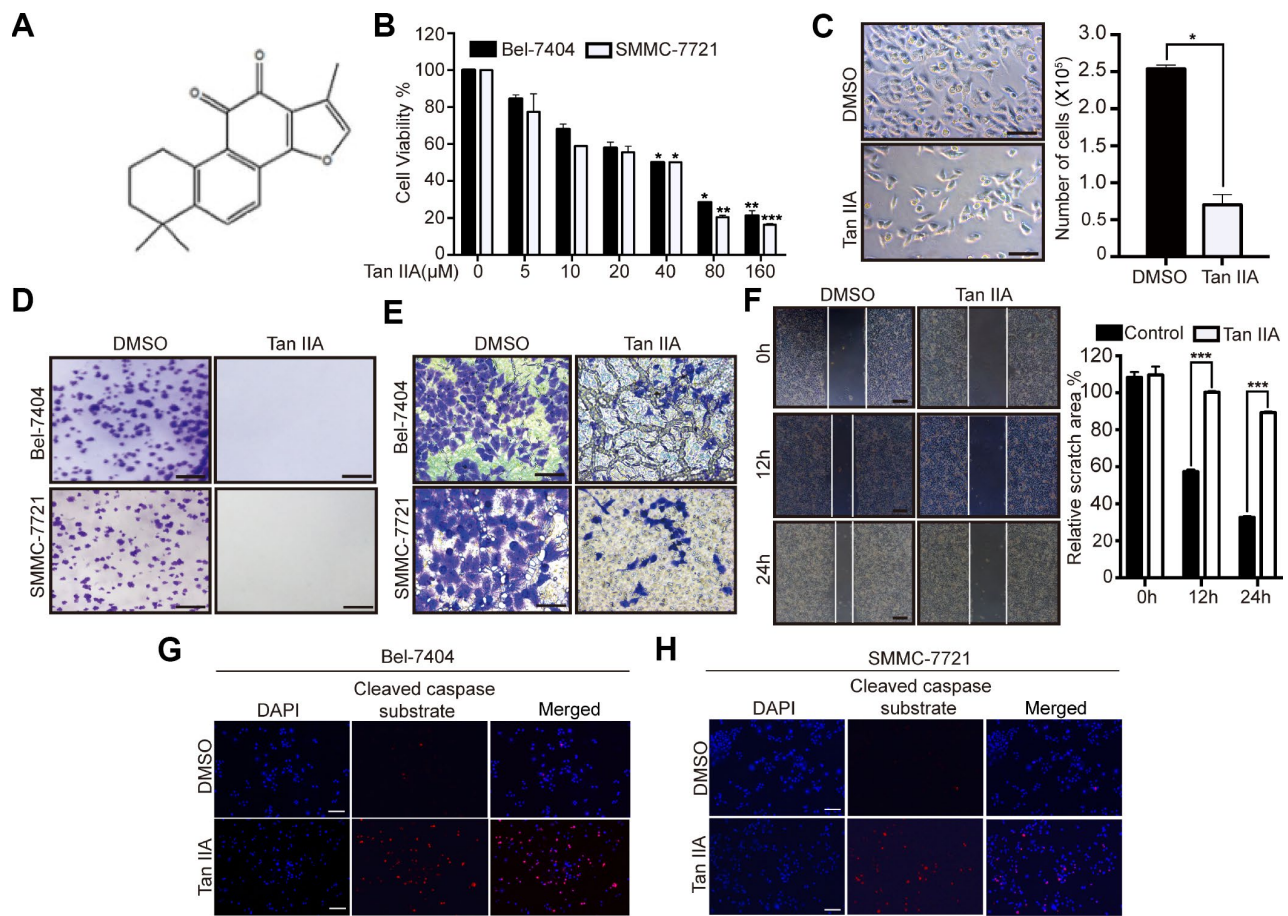 A
O
O
O
B
Bel-7404
SMMC-7721
Cell Viability %
120
100
80
60
40
20
0
* *
* **
** ***
Tan IIA(μM) 0 5 10 20 40 80 160
C
DMSO
Tan IIA
Number of cells (X10⁵)
3.0
2.5
2.0
1.5
1.0
0.5
0
*
DMSO Tan IIA
D
DMSO Tan IIA
Bel-7404
SMMC-7721
E
DMSO Tan IIA
Bel-7404
SMMC-7721
F
DMSO Tan IIA
0h
12h
24h
Control Tan IIA
Relative scratch area %
120
100
80
60
40
20
0
***
***
0h 12h 24h
G
Bel-7404
Cleaved caspase
DAPI substrate Merged
DMSO
Tan IIA
H
SMMC-7721
Cleaved caspase
DAPI substrate Merged
DMSO
Tan IIA